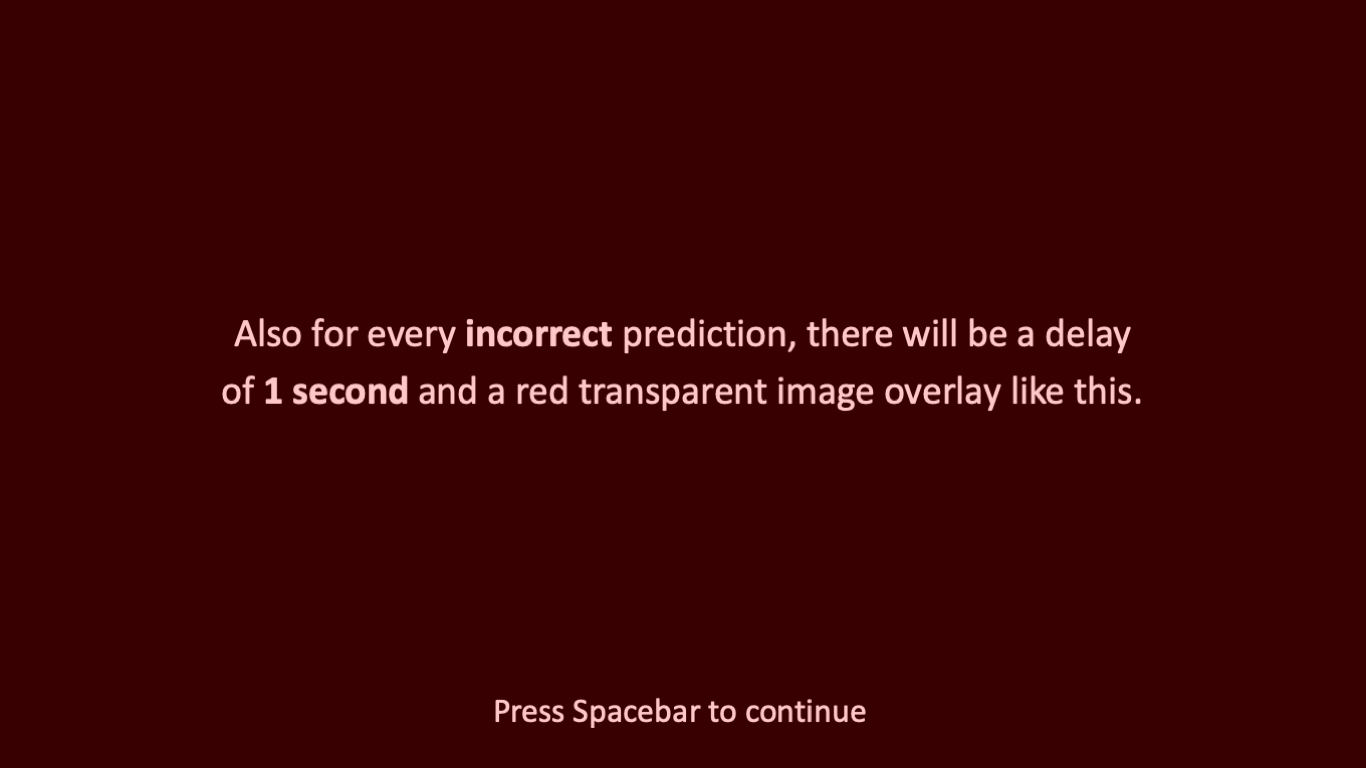 Also for every incorrect prediction, there will be a delay
of 1 second and a red transparent image overlay like this.
Press Spacebar to continue